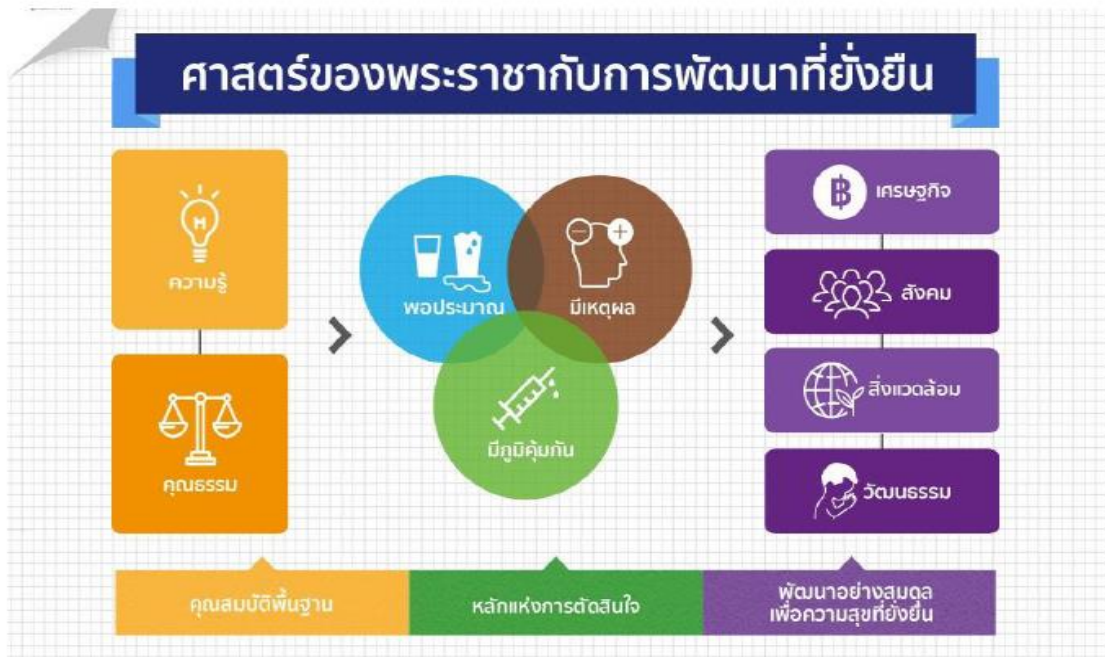 ศาสตร์ของพระราชากับการพัฒนาที่ยั่งยืน
ความรู้
คุณธรรม
พอประมาณ
มีเหตุผล
มีภูมิคุ้มกัน
฿ เศรษฐกิจ
สังคม
สิ่งแวดล้อม
วัฒนธรรม
คุณสมบัติพื้นฐาน
หลักแห่งการตัดสินใจ
พัฒนาอย่างสมดุล
เพื่อความสุขที่ยั่งยืน